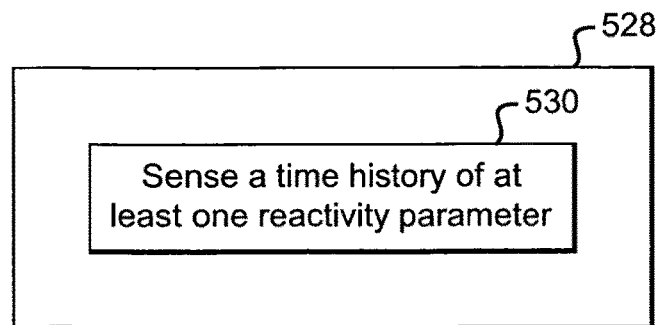 528
530
Sense a time history of at
least one reactivity parameter